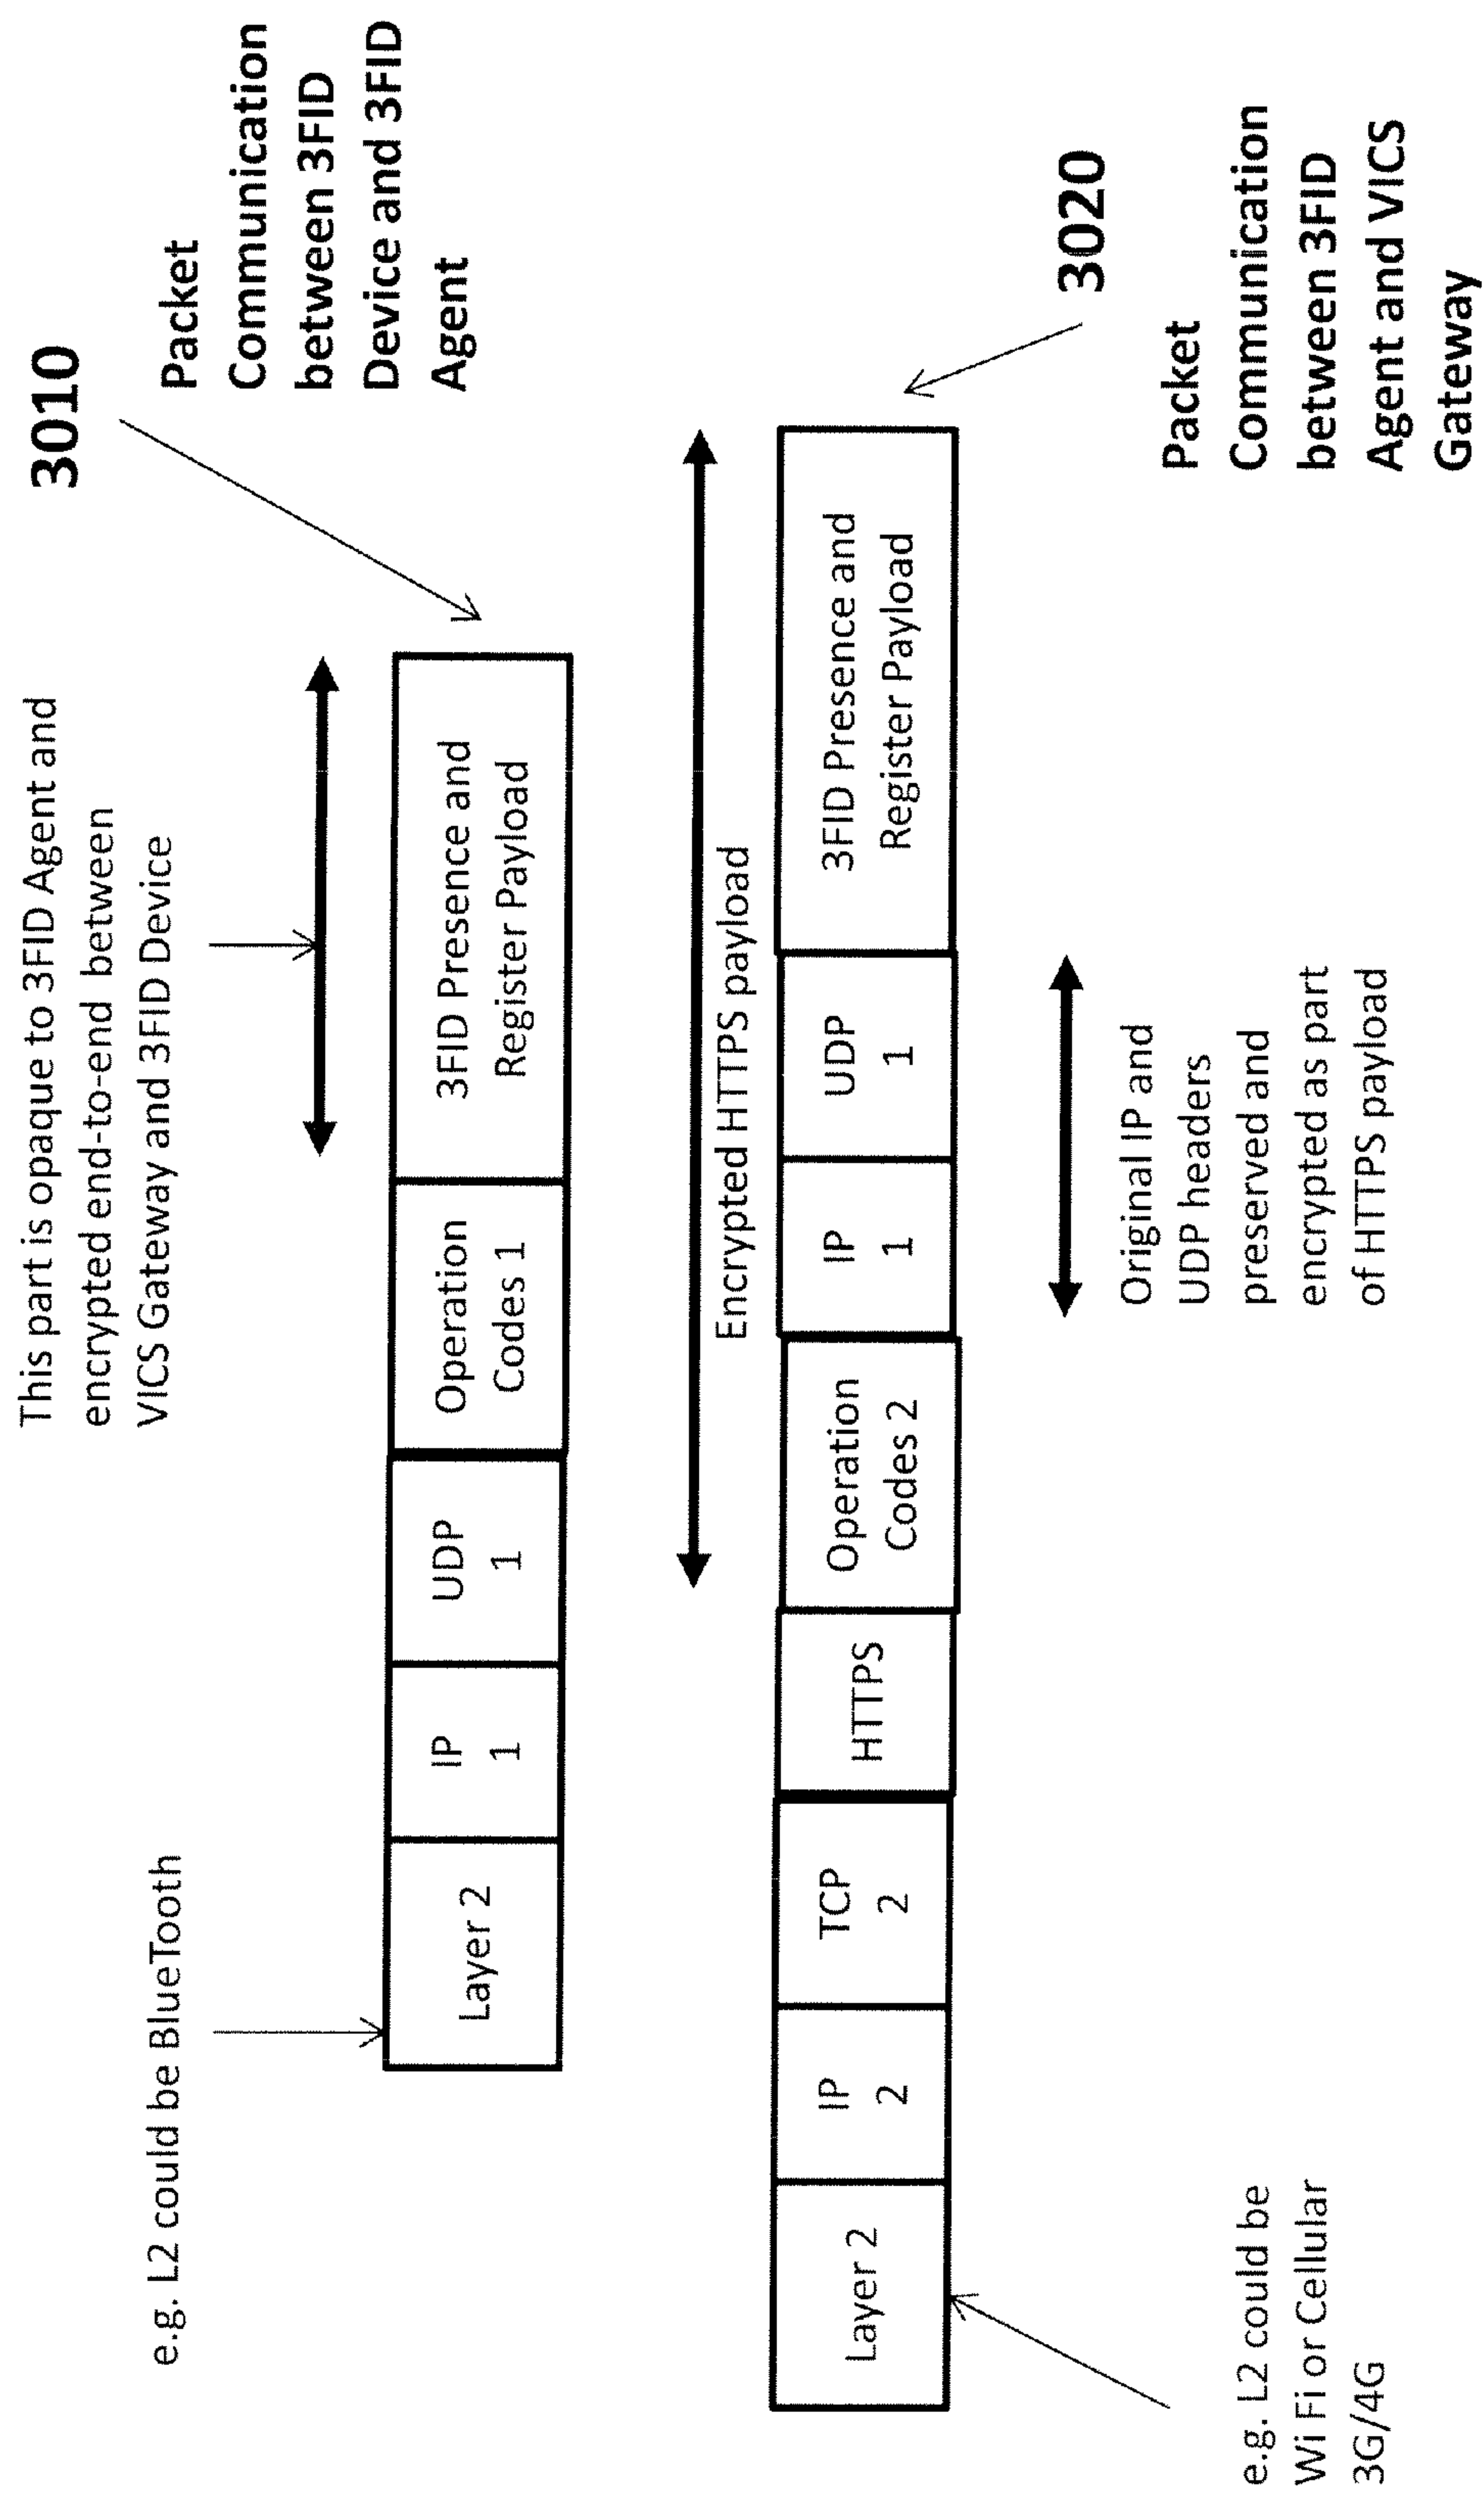 This part is opaque to 3FID Agent and
encrypted end-to-end between
VICS Gateway and 3FID Device
3010
Packet
Communication
between 3FID
Device and 3FID
Agent
e.g. L2 could be BlueTooth
Layer 2
IP
1
UDP
1
Operation
Codes 1
3FID Presence and
Register Payload
Encrypted HTTPS payload
Layer 2
IP
2
TCP
2
HTTPS
Operation
Codes 2
IP
1
UDP
1
3FID Presence and
Register Payload
3020
Packet
Communication
between 3FID
Agent and VICS
Gateway
Original IP and
UDP headers
preserved and
encrypted as part
of HTTPS payload
e.g. L2 could be
Wi Fi or Cellular
3G/4G